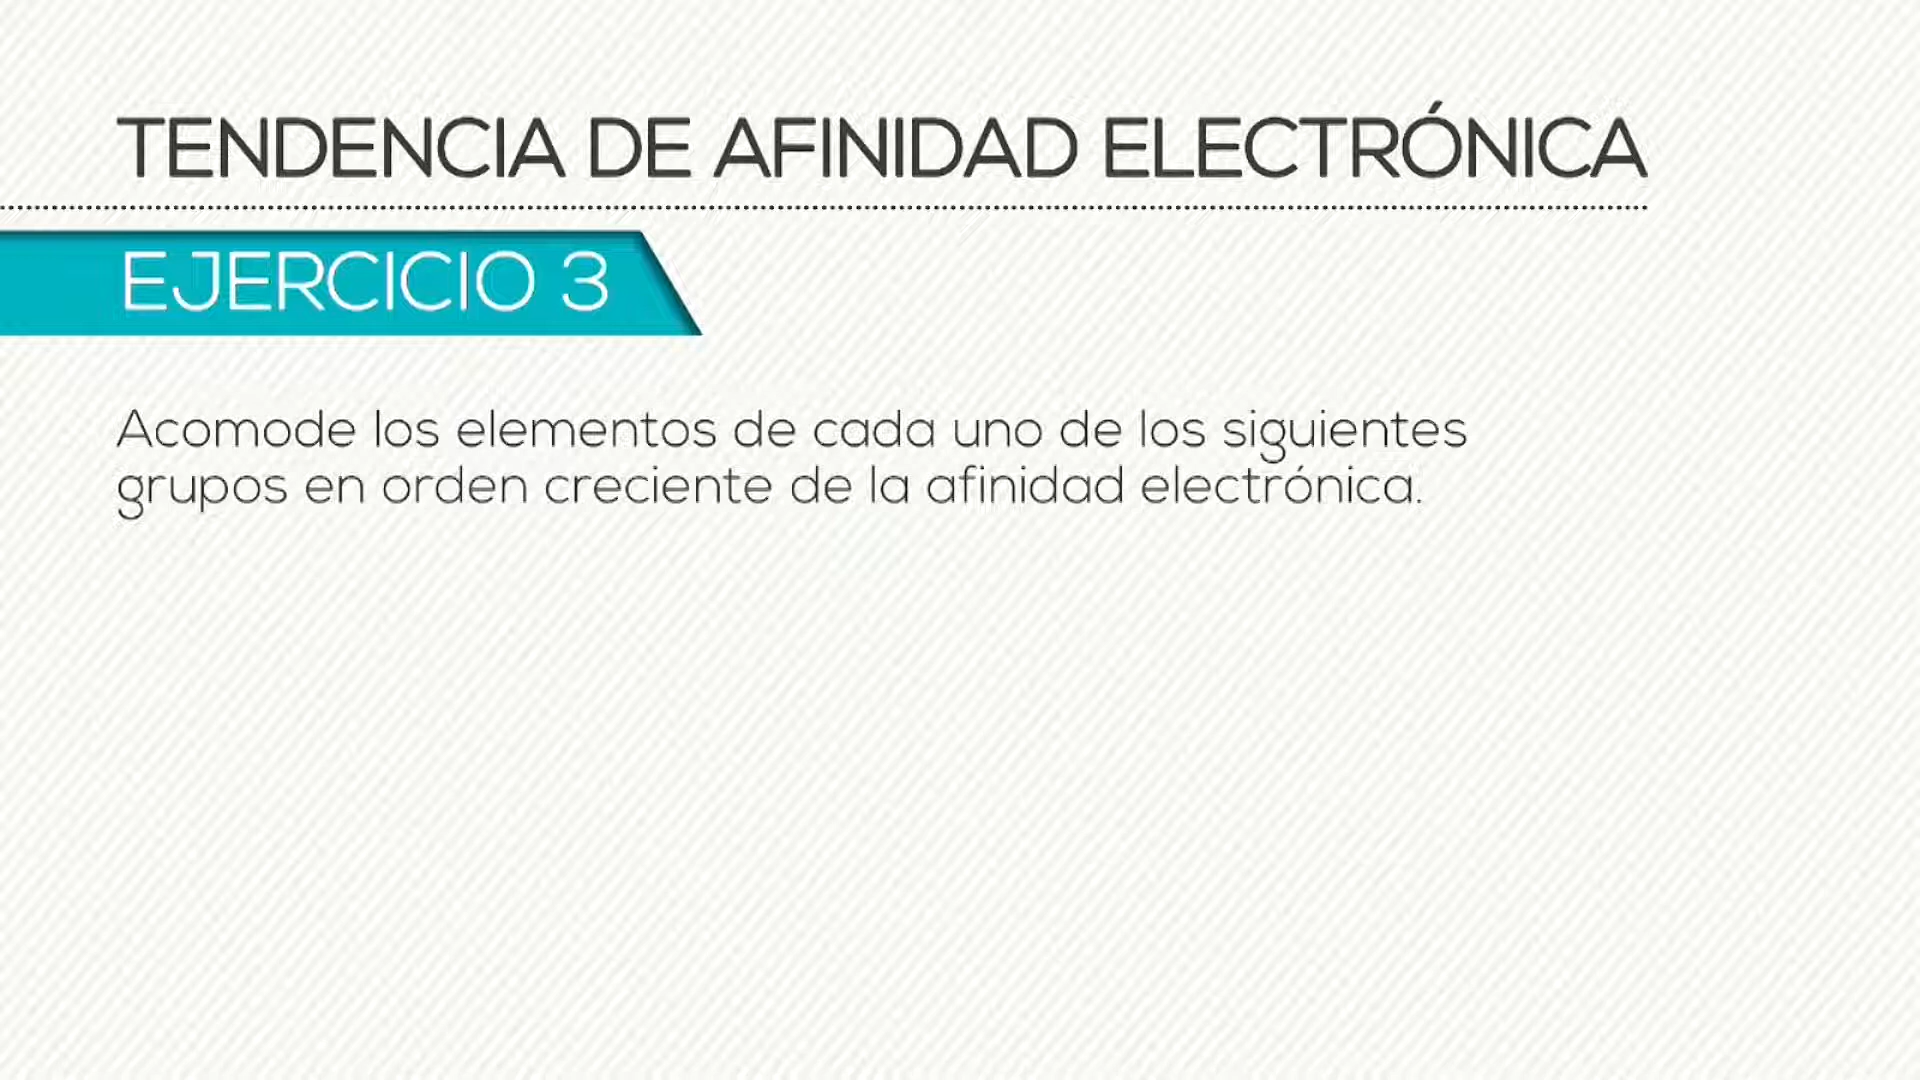 TENDENCIA DE AFINIDAD ELECTRÓNICA
EJERCICIO 3
Acomode los elementos de cada uno de los siguientes
grupos en orden creciente de la afinidad electrónica.